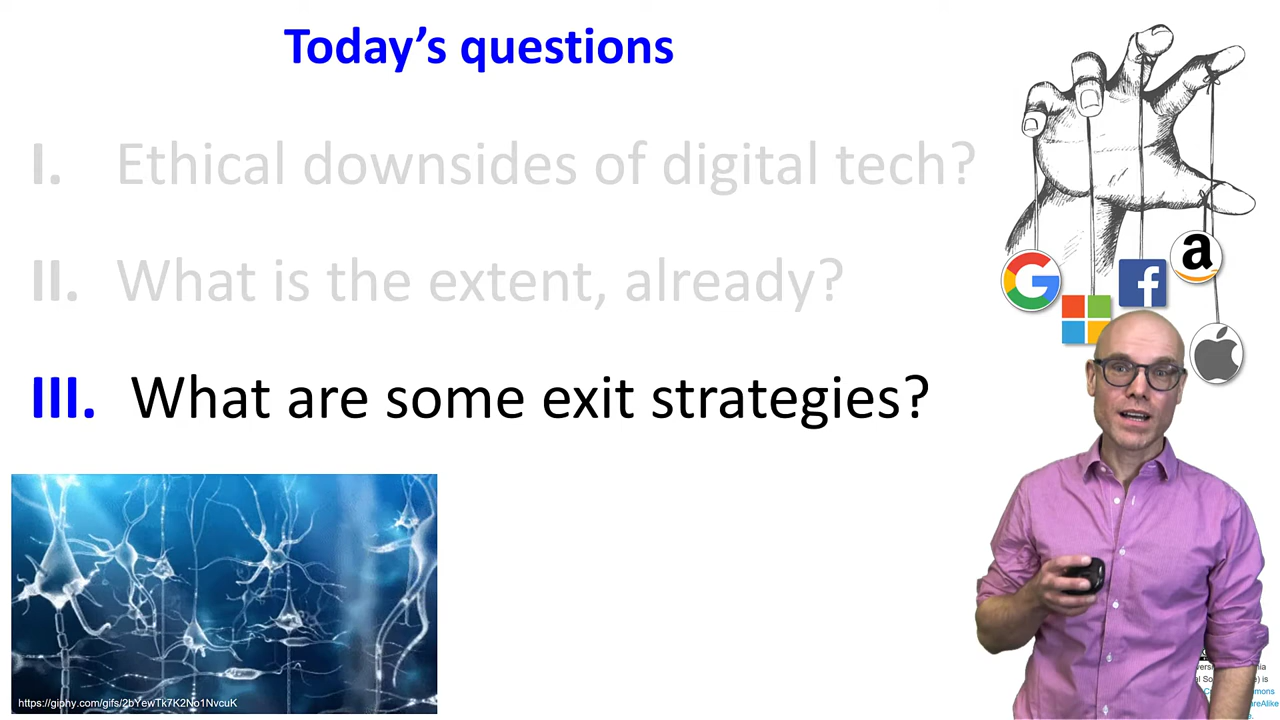 Today’s questions
I. Ethical downsides of digital tech?
II. What is the extent, already?
III. What are some exit strategies?
https://giphy.com/gifs/2bYewTk7K2No1NvcuK
a
f
is